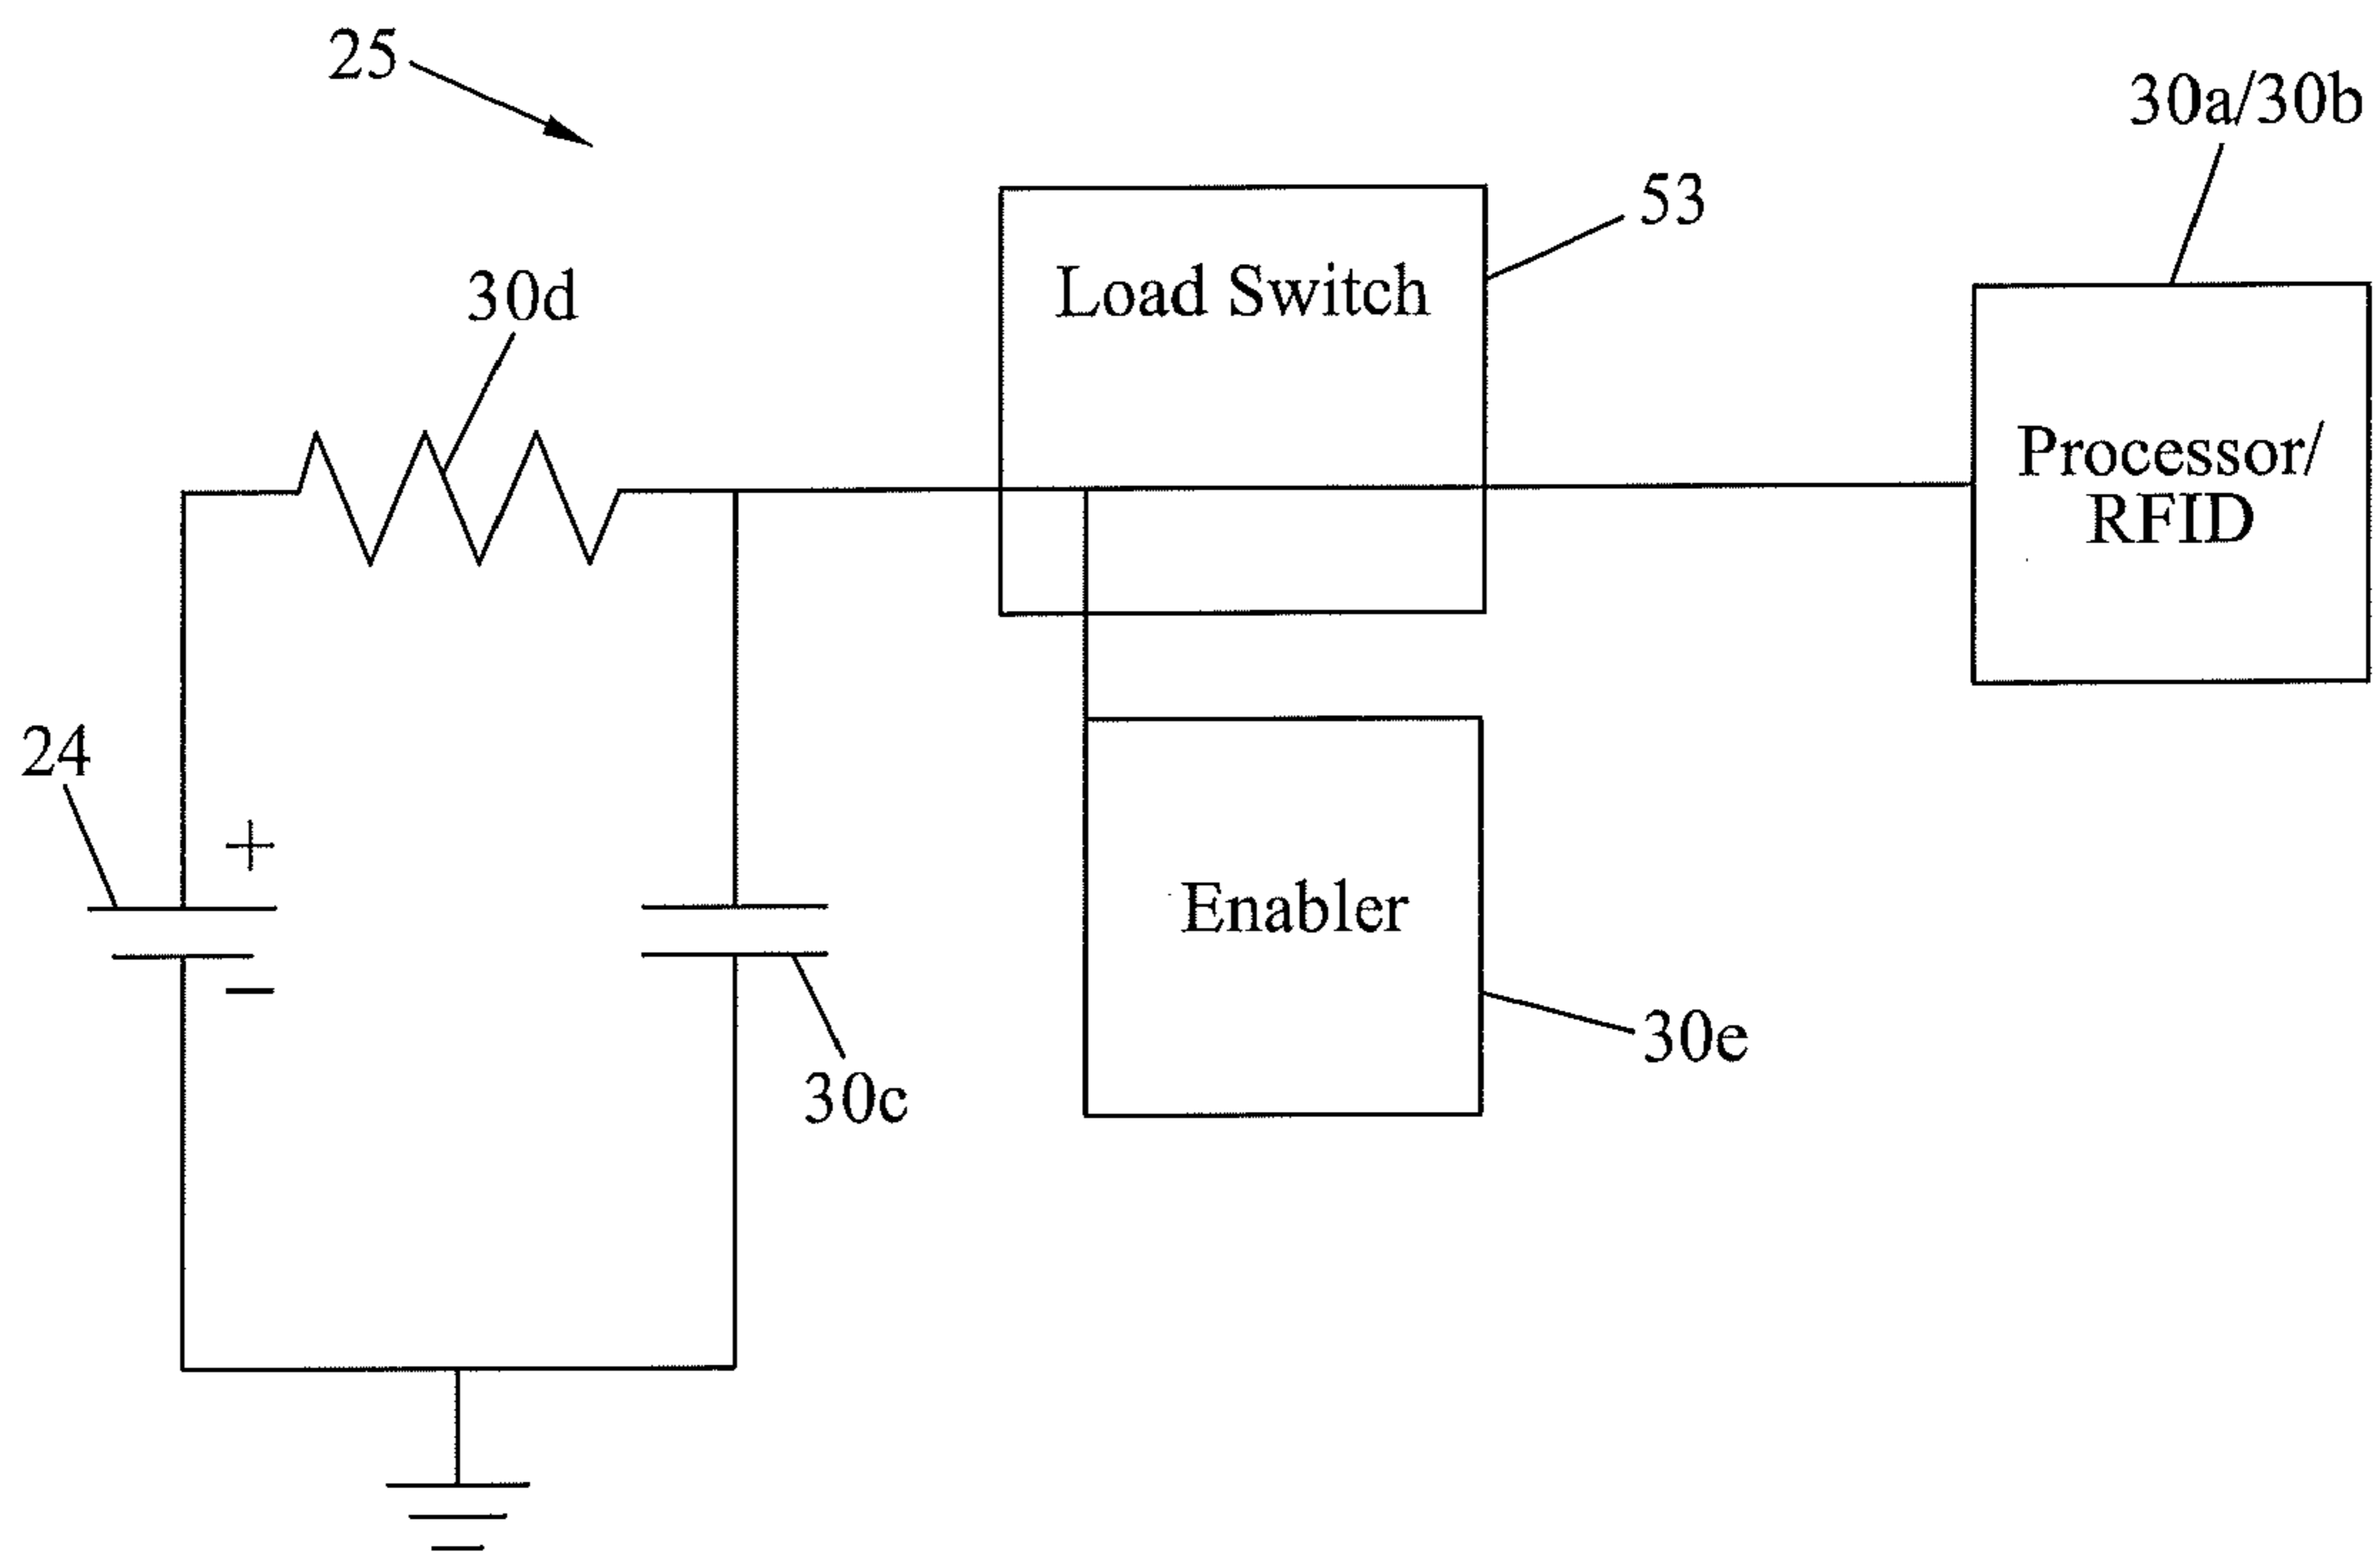 25
30a/30b
53
Load Switch
30d
Processor/
RFID
24
+
−
Enabler
30e
30c